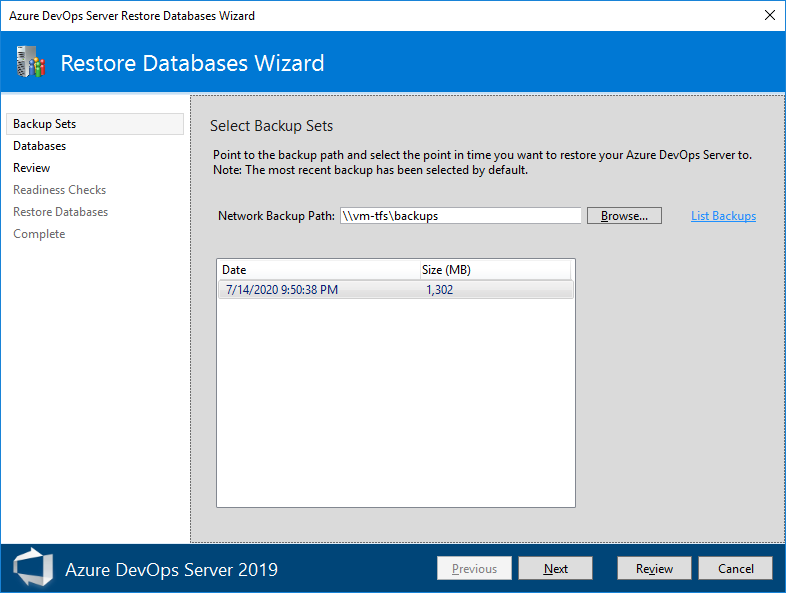 Azure DevOps Server Restore Databases Wizard
Restore Databases Wizard
Backup Sets
Databases
Review
Readiness Checks
Restore Databases
Complete
Select Backup Sets
Point to the backup path and select the point in time you want to restore your Azure DevOps Server to.
Note: The most recent backup has been selected by default.
Network Backup Path: \\vm-tfs\backups Browse... List Backups
Date Size (MB)
7/14/2020 9:50:38 PM 1,302
Azure DevOps Server 2019 Previous Next Review Cancel